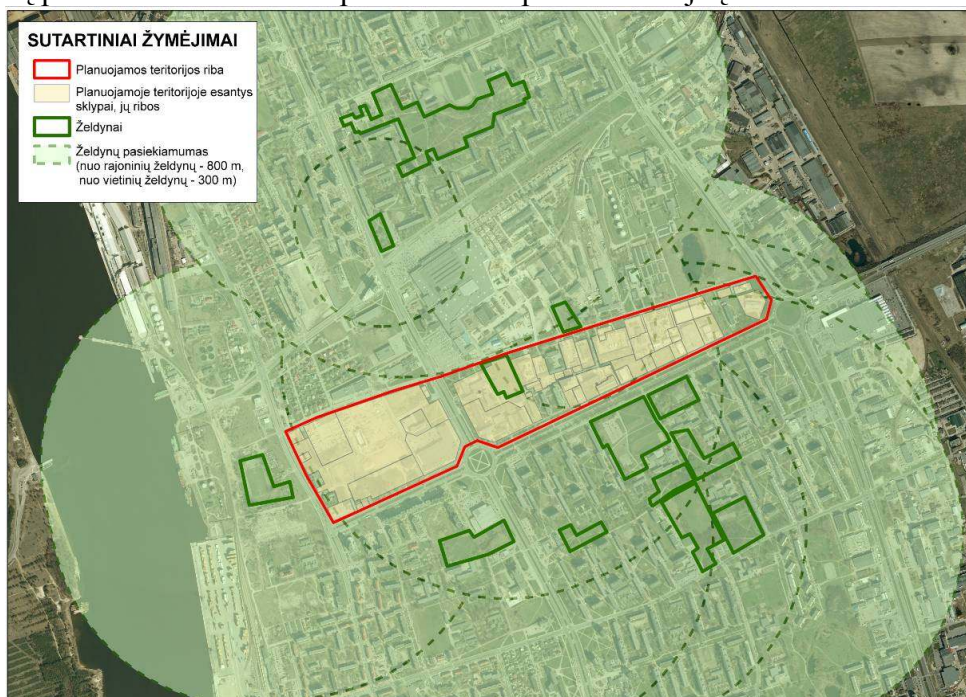 SUTARTINIAI ŽYMĖJIMAI
Planuojamos teritorijos riba
Planuojamoje teritorijoje esantys
sklypai, jų ribos
Želdynai
Želdynų pasiekiamumas
(nuo rajoninių želdynų - 800 m,
nuo vietinių želdynų - 300 m)